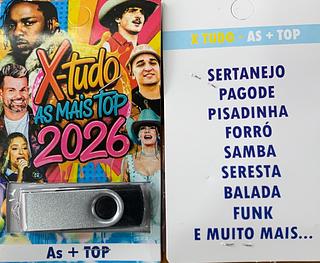 X-Tudo
AS MAIS TOP
2026
As + TOP
X TUDO - AS + TOP
SERTANEJO
PAGODE
PISADINHA
FORRÓ
SAMBA
SERESTA
BALADA
FUNK
E MUITO MAIS...